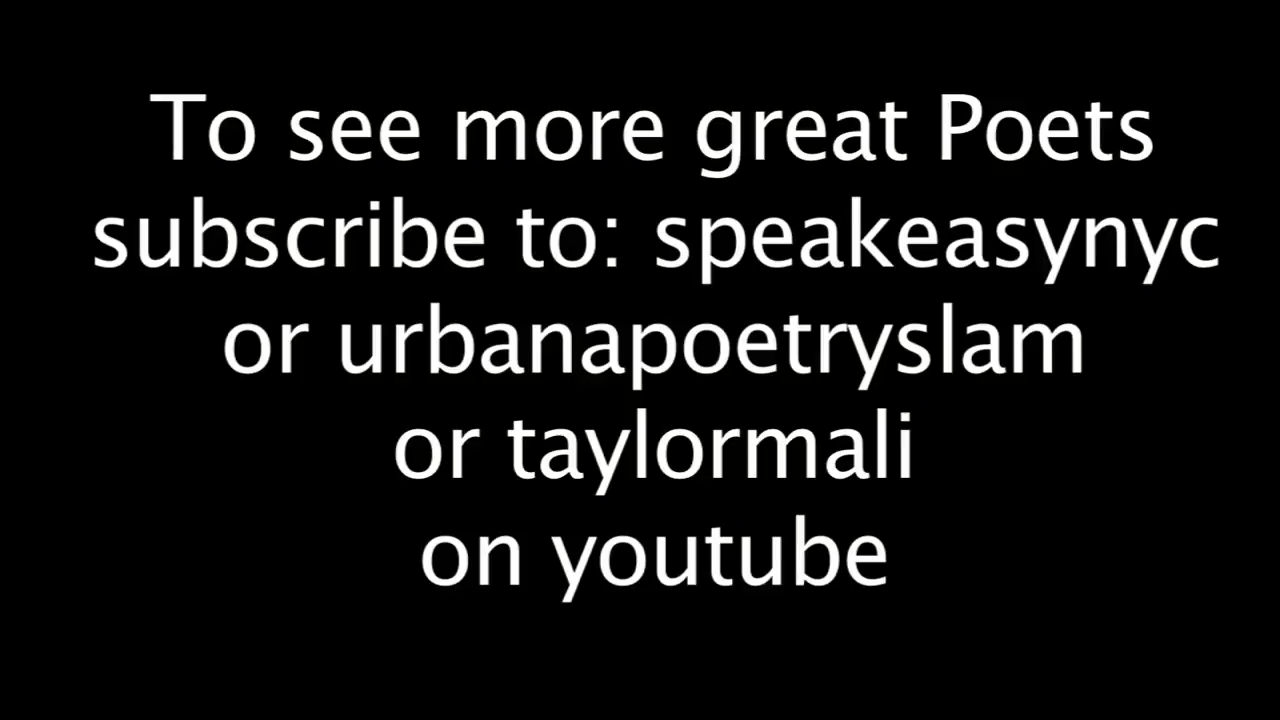 To see more great Poets
subscribe to: speakeasynyc
or urbanapoetryslam
or taylormali
on youtube